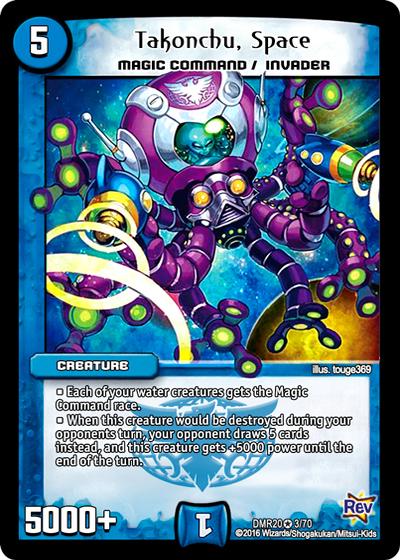 5
Takonchu, Space
MAGIC COMMAND / INVADER
illus. touge369
CREATURE
▪ Each of your water creatures gets the Magic
Command race.
▪ When this creature would be destroyed during your
opponents turn, your opponent draws 5 cards
instead, and this creature gets +5000 power until the
end of the turn.
Rev
5000+
1
DMR20 ✪ 3/70
©2016 Wizards/Shogakukan/Mitsui-Kids